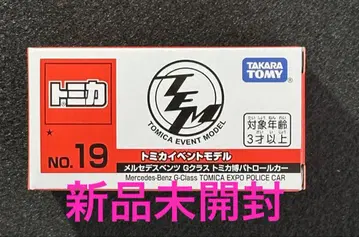 トミカ
TEM
TOMICA EVENT MODEL
TAKARA TOMY
対象年齢
3才以上
NO. 19
トミカイベントモデル
メルセデスベンツ Gクラス トミカ博パトロールカー
Mercedes-Benz G-Class TOMICA EXPO POLICE CAR
新品未開封